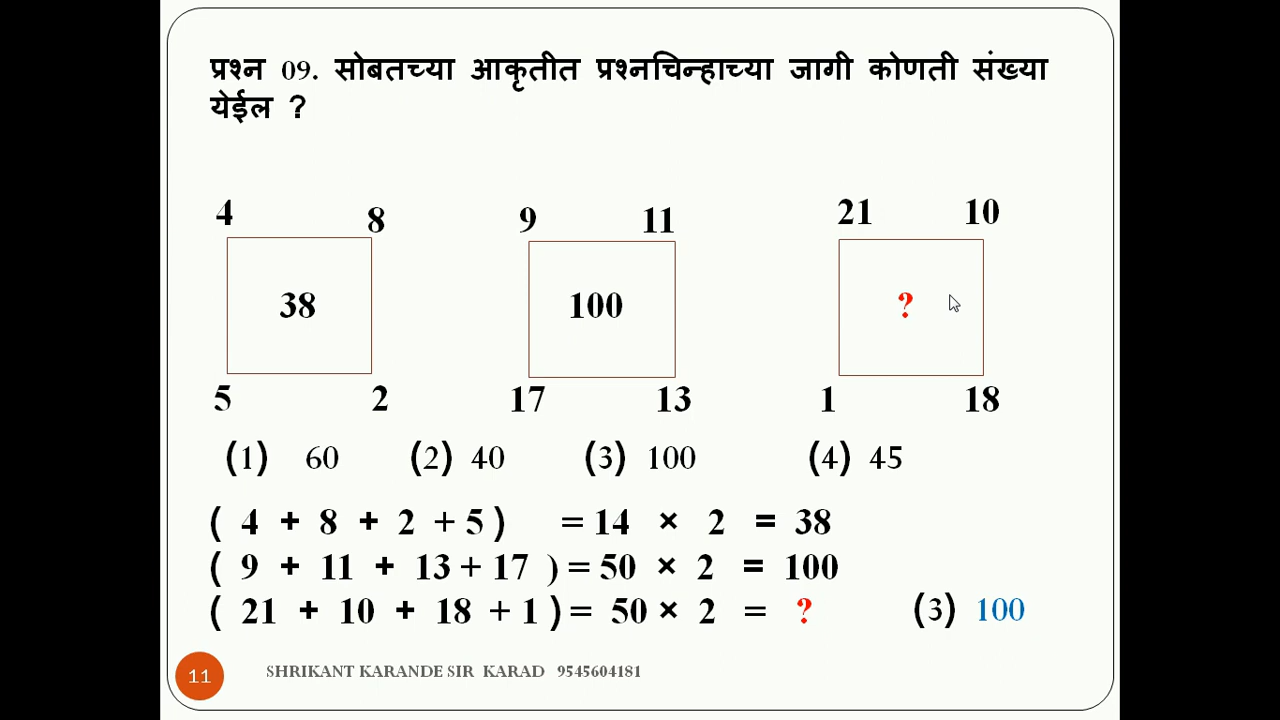 प्रश्न 09. सोबतच्या आकृतीत प्रश्नचिन्हाच्या जागी कोणती संख्या
येईल ?
4 8 9 11 21 10
38 100 ?
5 2 17 13 1 18
(1) 60 (2) 40 (3) 100 (4) 45
( 4 + 8 + 2 + 5 ) = 14 × 2 = 38
( 9 + 11 + 13 + 17 ) = 50 × 2 = 100
( 21 + 10 + 18 + 1 ) = 50 × 2 = ? (3) 100
11 SHRIKANT KARANDE SIR KARAD 9545604181